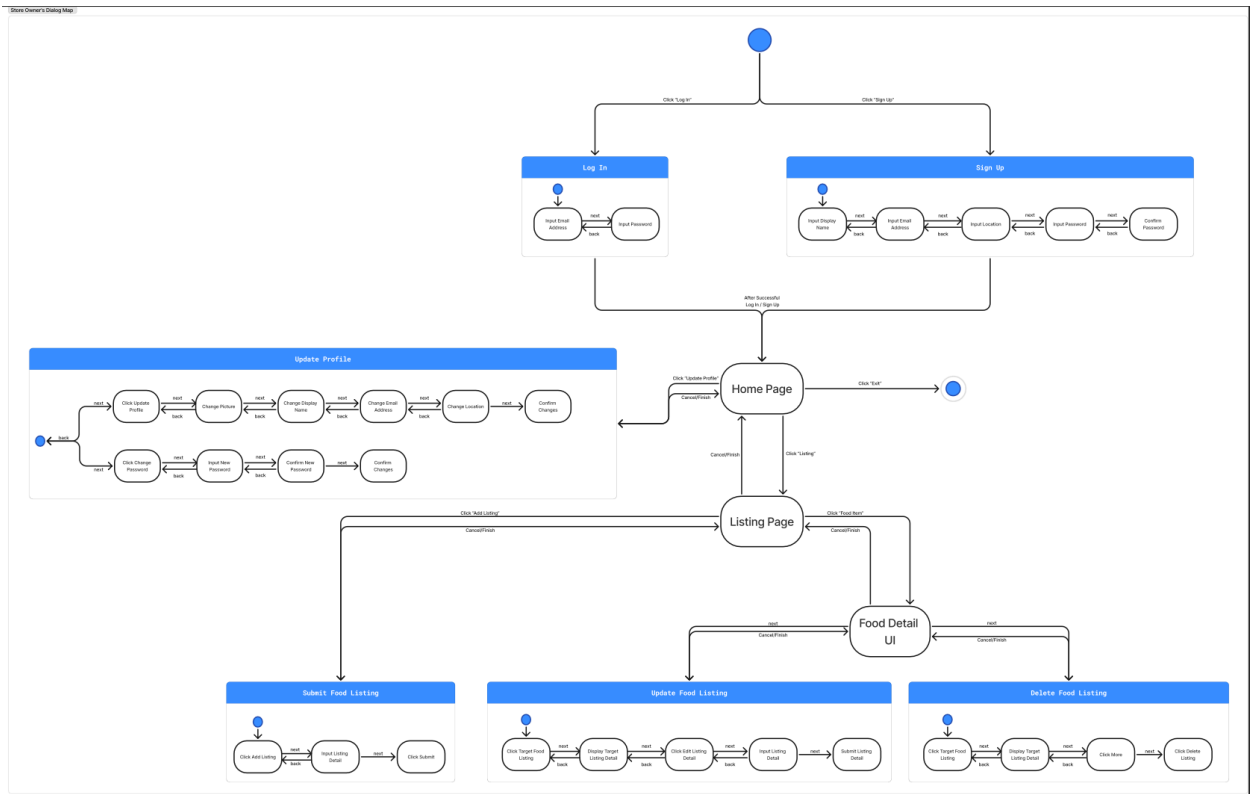 Store Owner's Dialog Map
Click "Log In"
Click "Sign Up"
Log In
Input Email
Address
next
back
Input Password
Sign Up
Input Display
Name
next
back
Input Email
Address
next
back
Input Location
next
back
Input Password
next
back
Confirm
Password
After Successful
Log In / Sign Up
Home Page
Click "Exit"
Click "Update Profile"
Cancel/Finish
Update Profile
back
next
Click Update
Profile
next
back
Change Picture
next
back
Change Display
Name
next
back
Change Email
Address
next
back
Change Location
next
Confirm
Changes
next
Click Change
Password
next
back
Input New
Password
next
back
Confirm New
Password
next
Confirm
Changes
Cancel/Finish
Click "Listing"
Listing Page
Click "Add Listing"
Cancel/Finish
Click "Food Item"
Cancel/Finish
Food Detail
UI
next
Cancel/Finish
next
Cancel/Finish
Submit Food Listing
Click Add Listing
next
back
Input Listing
Detail
next
Click Submit
Update Food Listing
Click Target Food
Listing
next
back
Display Target
Listing Detail
next
back
Click Edit Listing
Detail
next
back
Input Listing
Detail
next
Submit Listing
Detail
Delete Food Listing
Click Target Food
Listing
next
back
Display Target
Listing Detail
next
back
Click More
next
Click Delete
Listing